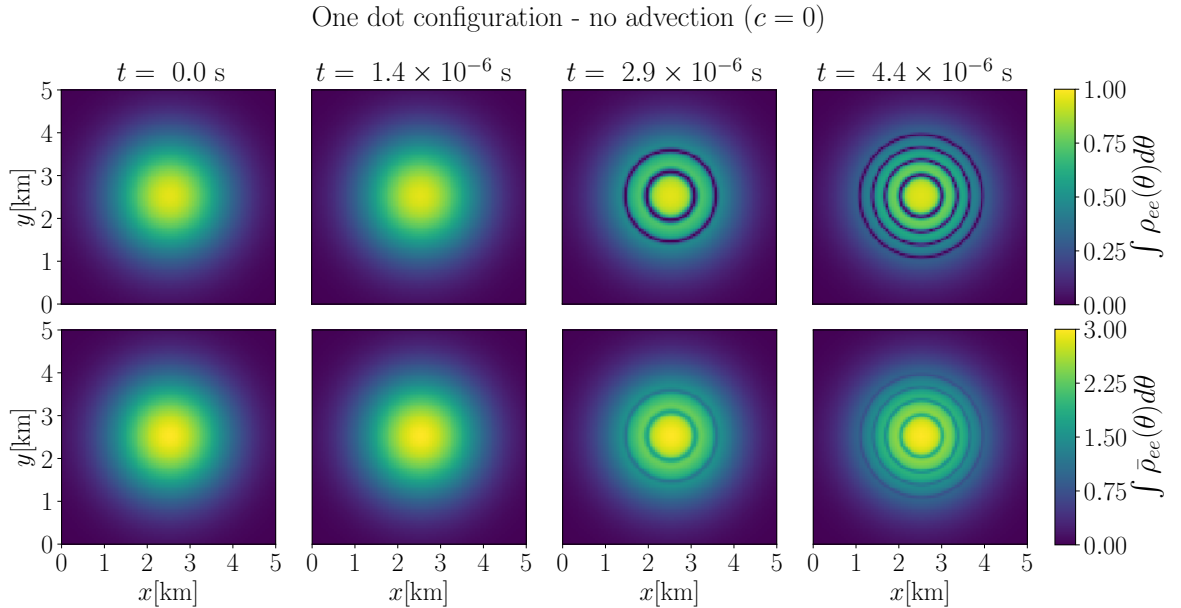 One dot configuration - no advection (c = 0)
t = 0.0 s
t = 1.4 × 10⁻⁶ s
t = 2.9 × 10⁻⁶ s
t = 4.4 × 10⁻⁶ s
5
4
3
2
1
0
y[km]
1.00
0.75
0.50
0.25
0.00
∫ ρₑₑ(θ)dθ
5
4
3
2
1
0
y[km]
3.00
2.25
1.50
0.75
0.00
∫ ρ̄ₑₑ(θ)dθ
0 1 2 3 4 5
0 1 2 3 4 5
0 1 2 3 4 5
0 1 2 3 4 5
x[km]
x[km]
x[km]
x[km]